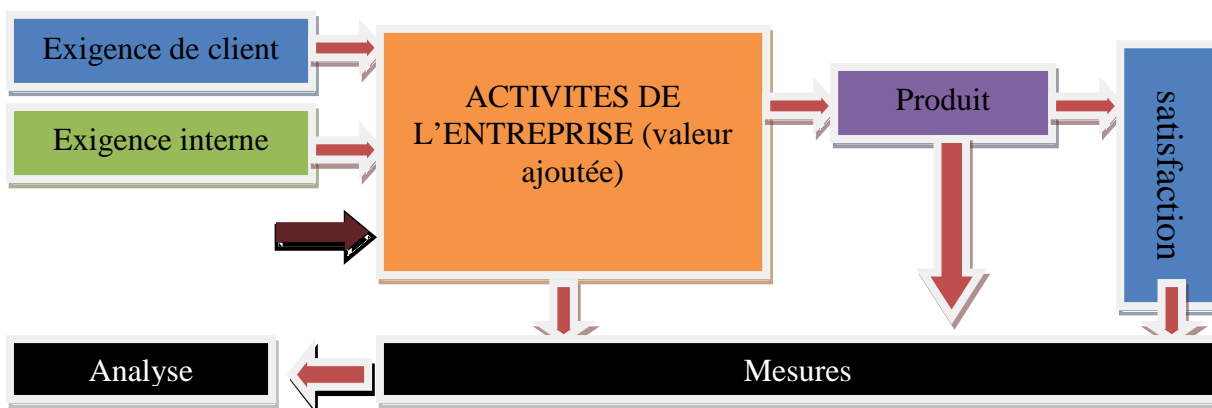 Exigence de client
Exigence interne
ACTIVITES DE
L’ENTREPRISE (valeur
ajoutée)
Produit
satisfaction
Analyse
Mesures